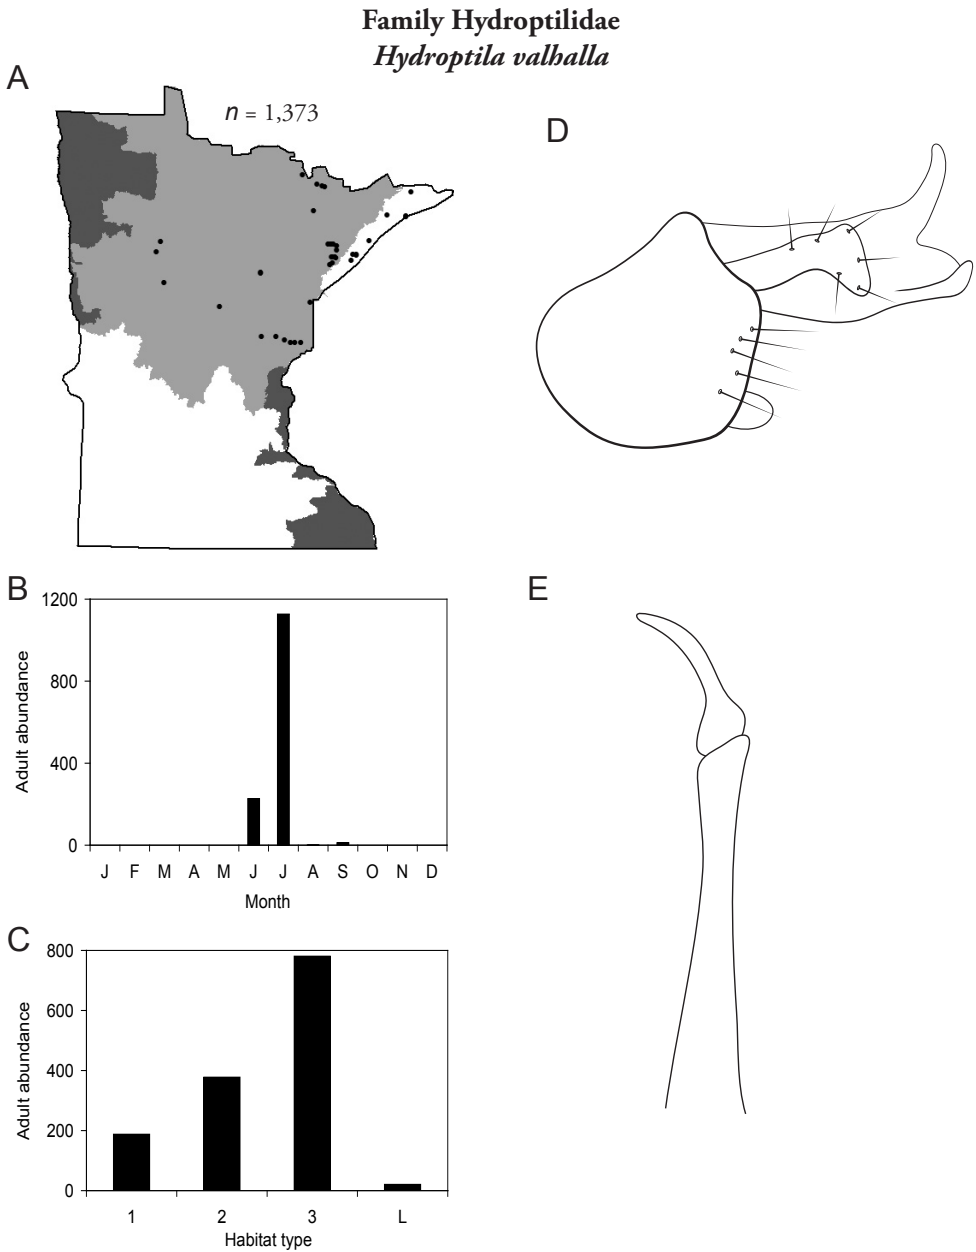 Family Hydroptilidae
Hydroptila valhalla
A
n = 1,373
D
B
1200
800
400
0
Adult abundance
J F M A M J J A S O N D
Month
E
C
800
600
400
200
0
Adult abundance
1 2 3 L
Habitat type